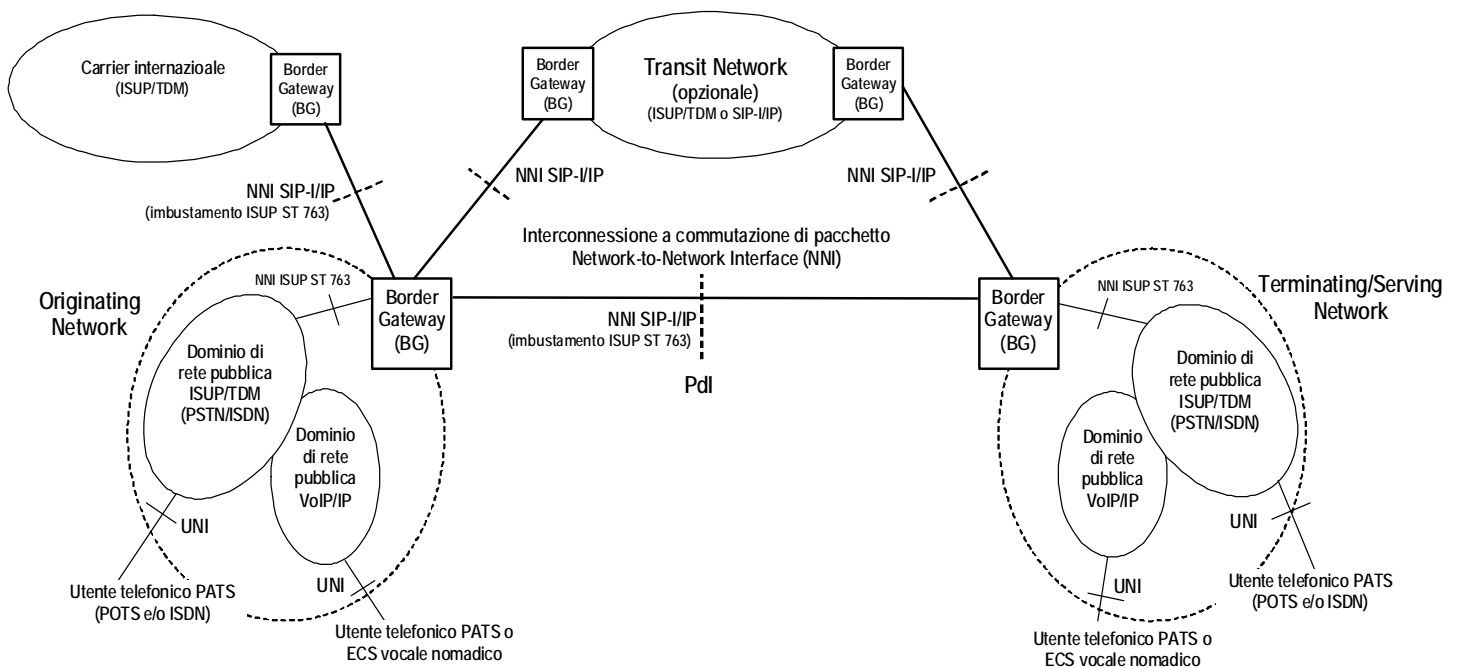 Carrier internazioale
(ISUP/TDM)
Border
Gateway
(BG)
Border
Gateway
(BG)
Transit Network
(opzionale)
(ISUP/TDM o SIP-I/IP)
Border
Gateway
(BG)
NNI SIP-I/IP
(imbustamento ISUP ST 763)
NNI SIP-I/IP
NNI SIP-I/IP
Interconnessione a commutazione di pacchetto
Network-to-Network Interface (NNI)
Originating
Network
NNI ISUP ST 763
Border
Gateway
(BG)
NNI SIP-I/IP
(imbustamento ISUP ST 763)
PdI
Border
Gateway
(BG)
NNI ISUP ST 763
Terminating/Serving
Network
Dominio di
rete pubblica
ISUP/TDM
(PSTN/ISDN)
Dominio
di rete
pubblica
VoIP/IP
Dominio di
rete pubblica
ISUP/TDM
(PSTN/ISDN)
Dominio
di rete
pubblica
VoIP/IP
UNI
UNI
UNI
UNI
Utente telefonico PATS
(POTS e/o ISDN)
Utente telefonico PATS o
ECS vocale nomadico
Utente telefonico PATS
(POTS e/o ISDN)
Utente telefonico PATS o
ECS vocale nomadico